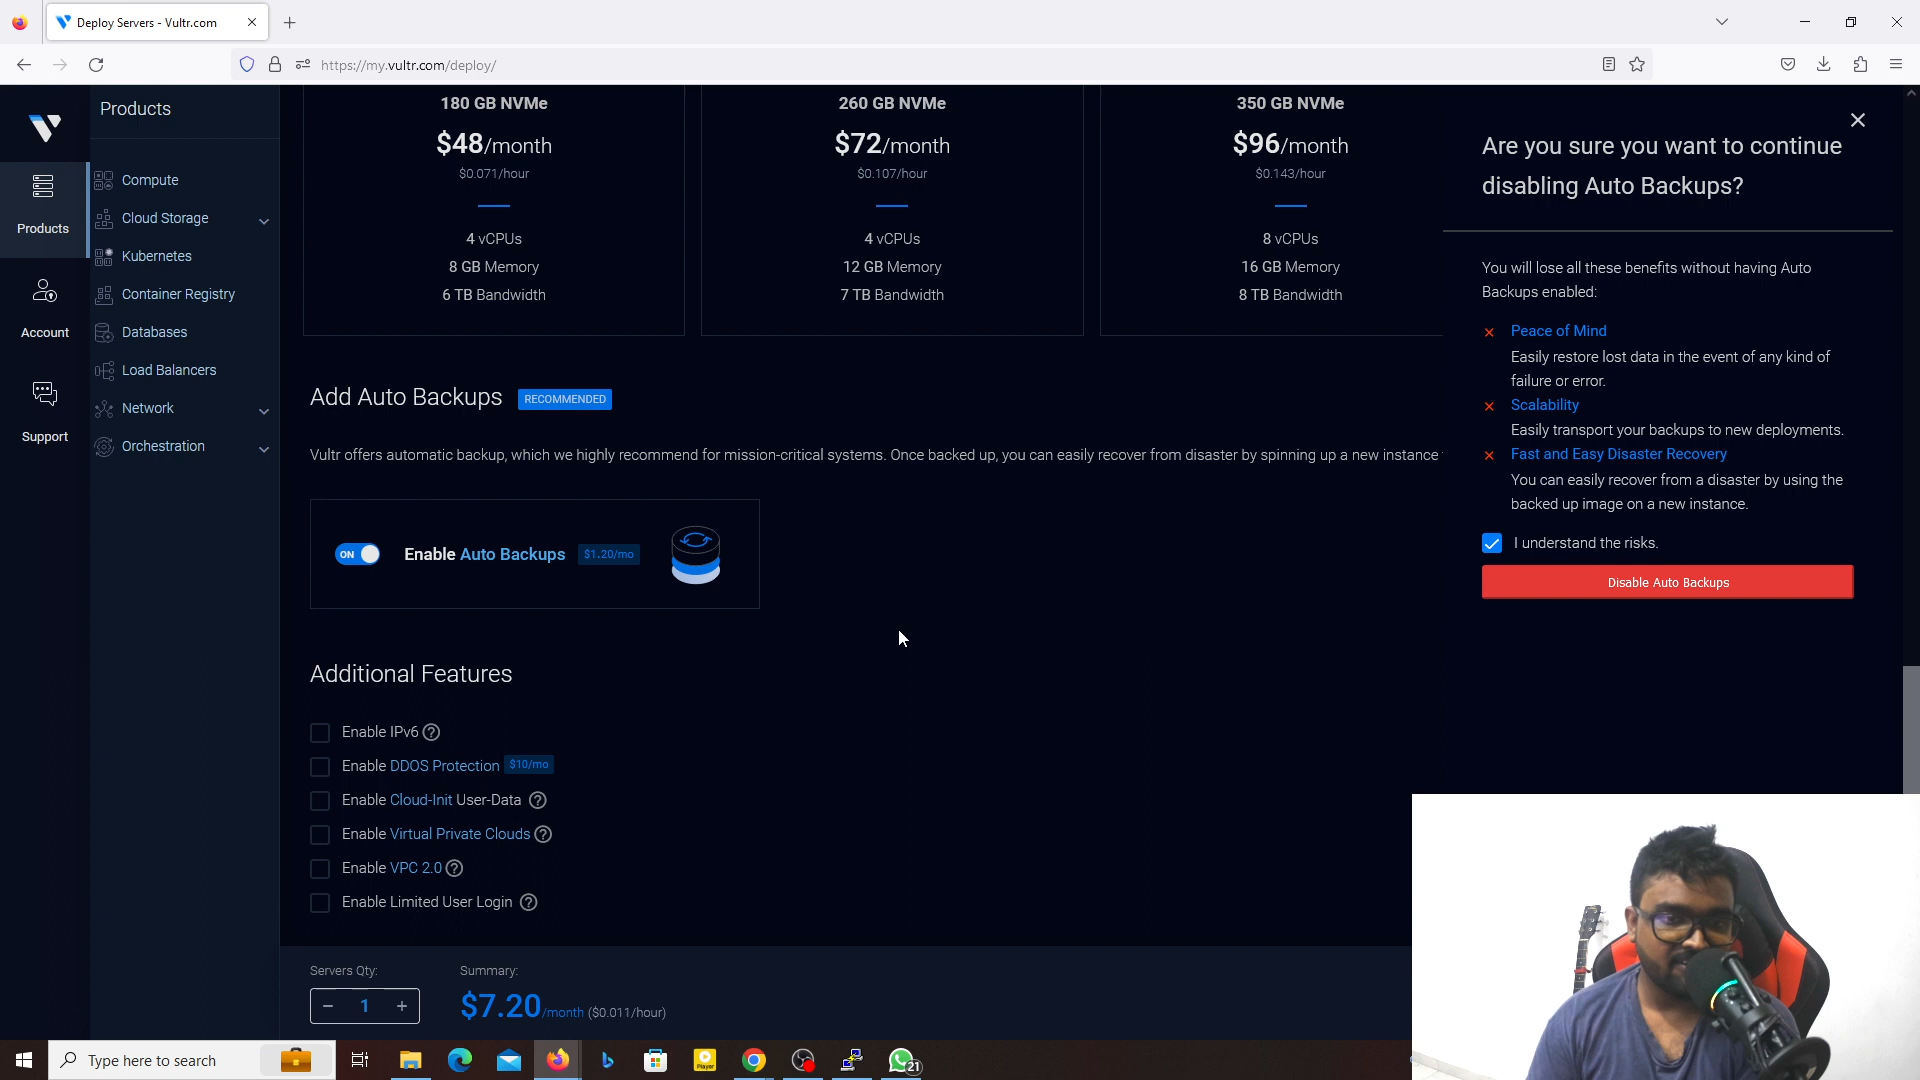 Deploy Servers - Vultr.com
https://my.vultr.com/deploy/
Products
Account
Support
Products
Compute
Cloud Storage
Kubernetes
Container Registry
Databases
Load Balancers
Network
Orchestration
180 GB NVMe
$48/month
$0.071/hour
4 vCPUs
8 GB Memory
6 TB Bandwidth
260 GB NVMe
$72/month
$0.107/hour
4 vCPUs
12 GB Memory
7 TB Bandwidth
350 GB NVMe
$96/month
$0.143/hour
8 vCPUs
16 GB Memory
8 TB Bandwidth
Add Auto Backups RECOMMENDED
Vultr offers automatic backup, which we highly recommend for mission-critical systems. Once backed up, you can easily recover from disaster by spinning up a new instance
ON Enable Auto Backups $1.20/mo
Additional Features
Enable IPv6 ?
Enable DDOS Protection $10/mo
Enable Cloud-Init User-Data ?
Enable Virtual Private Clouds ?
Enable VPC 2.0 ?
Enable Limited User Login ?
Servers Qty:
− 1 +
Summary:
$7.20/month ($0.011/hour)
Are you sure you want to continue
disabling Auto Backups?
You will lose all these benefits without having Auto
Backups enabled:
Peace of Mind
Easily restore lost data in the event of any kind of
failure or error.
Scalability
Easily transport your backups to new deployments.
Fast and Easy Disaster Recovery
You can easily recover from a disaster by using the
backed up image on a new instance.
I understand the risks.
Disable Auto Backups
Type here to search
Player
21